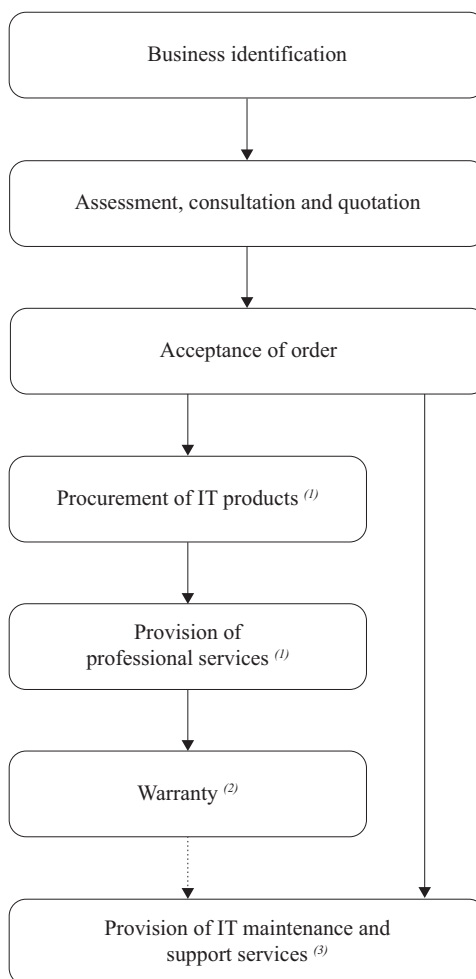 Business identification
Assessment, consultation and quotation
Acceptance of order
Procurement of IT products (1)
Provision of
professional services (1)
Warranty (2)
Provision of IT maintenance and
support services (3)